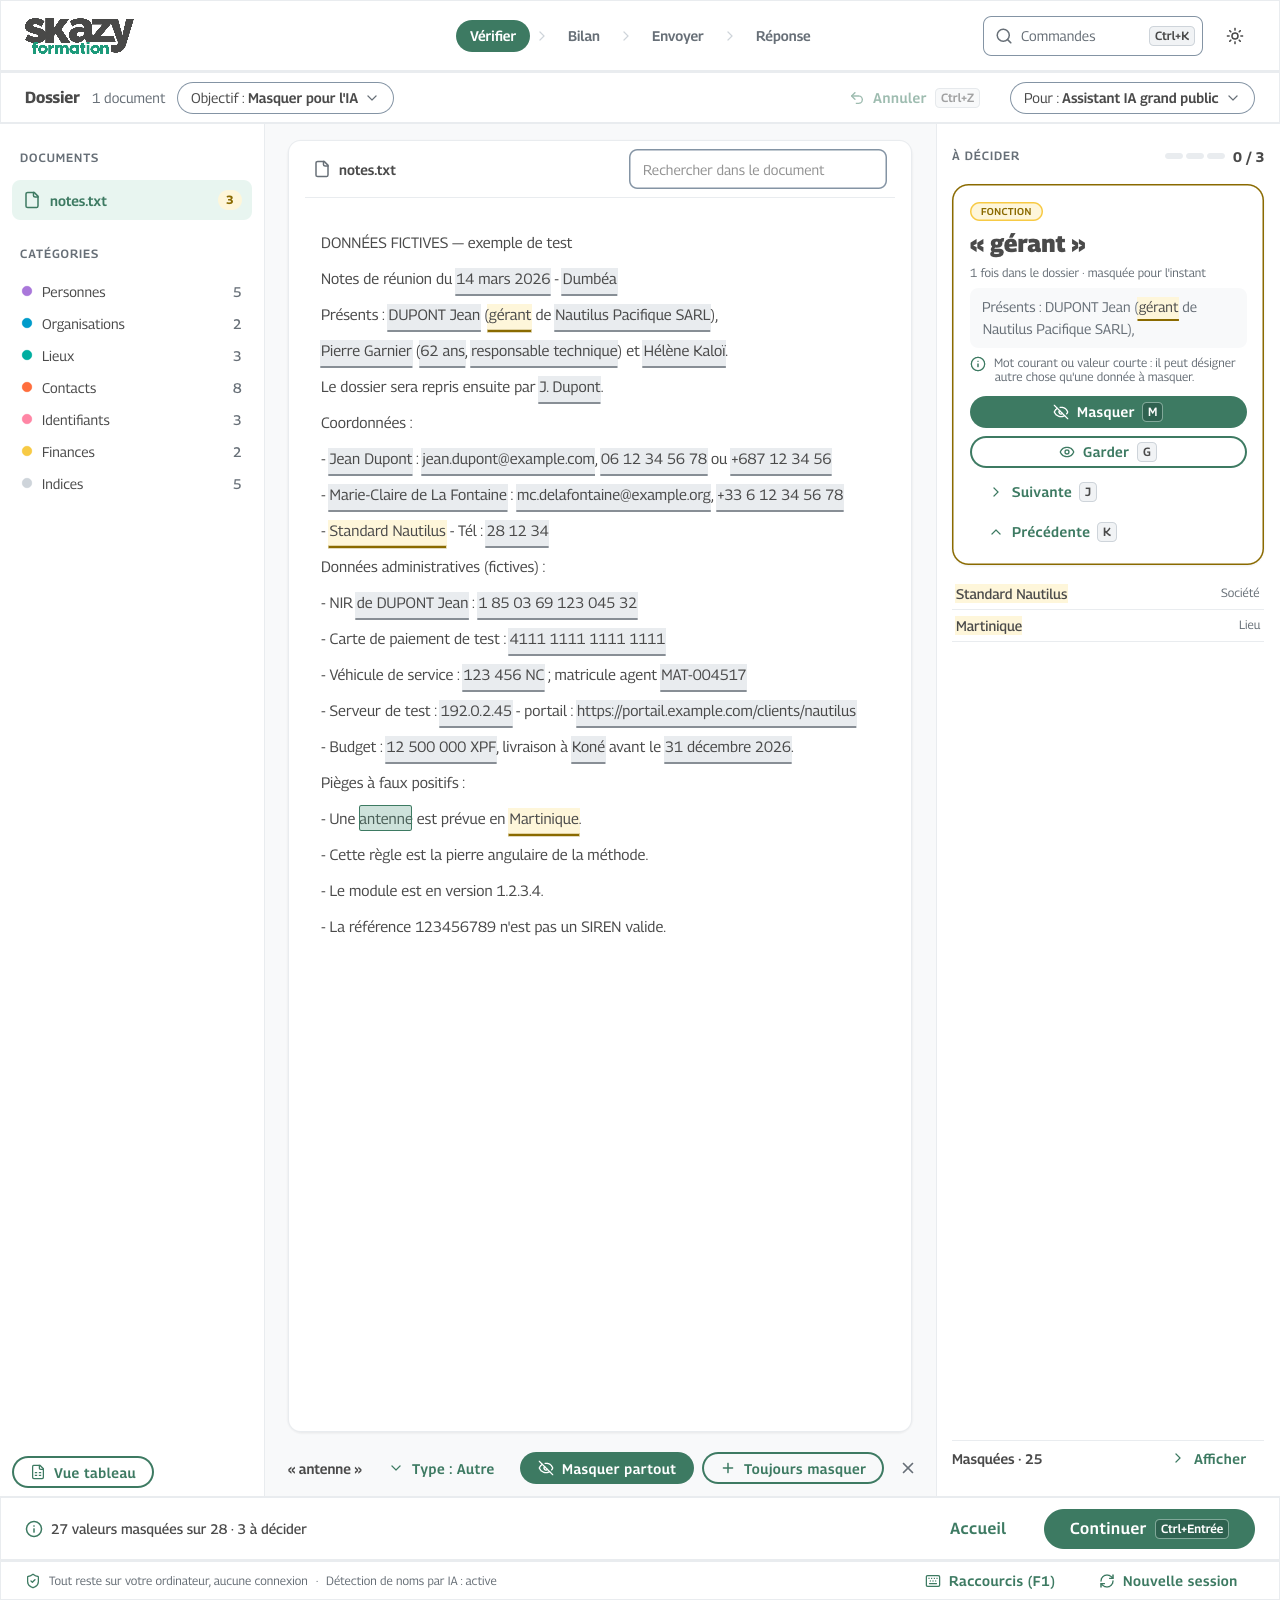 skazy
formation
Vérifier
Bilan
Envoyer
Réponse
Commandes
Ctrl+K
Dossier
1 document
Objectif : Masquer pour l'IA
Annuler
Ctrl+Z
Pour : Assistant IA grand public
DOCUMENTS
notes.txt
3
CATÉGORIES
Personnes 5
Organisations 2
Lieux 3
Contacts 8
Identifiants 3
Finances 2
Indices 5
Vue tableau
notes.txt
Rechercher dans le document
DONNÉES FICTIVES — exemple de test
Notes de réunion du 14 mars 2026 - Dumbéa
Présents : DUPONT Jean (gérant de Nautilus Pacifique SARL),
Pierre Garnier (62 ans, responsable technique) et Hélène Kaloï.
Le dossier sera repris ensuite par J. Dupont.
Coordonnées :
- Jean Dupont : jean.dupont@example.com, 06 12 34 56 78 ou +687 12 34 56
- Marie-Claire de La Fontaine : mc.delafontaine@example.org, +33 6 12 34 56 78
- Standard Nautilus - Tél : 28 12 34
Données administratives (fictives) :
- NIR de DUPONT Jean : 1 85 03 69 123 045 32
- Carte de paiement de test : 4111 1111 1111 1111
- Véhicule de service : 123 456 NC ; matricule agent MAT-004517
- Serveur de test : 192.0.2.45 - portail : https://portail.example.com/clients/nautilus
- Budget : 12 500 000 XPF, livraison à Koné avant le 31 décembre 2026.
Pièges à faux positifs :
- Une antenne est prévue en Martinique.
- Cette règle est la pierre angulaire de la méthode.
- Le module est en version 1.2.3.4.
- La référence 123456789 n'est pas un SIREN valide.
« antenne »
Type : Autre
Masquer partout
Toujours masquer
À DÉCIDER
0 / 3
FONCTION
« gérant »
1 fois dans le dossier · masquée pour l'instant
Présents : DUPONT Jean (gérant de
Nautilus Pacifique SARL),
Mot courant ou valeur courte : il peut désigner
autre chose qu'une donnée à masquer.
Masquer M
Garder G
Suivante J
Précédente K
Standard Nautilus Société
Martinique Lieu
Masquées · 25
Afficher
27 valeurs masquées sur 28 · 3 à décider
Accueil
Continuer Ctrl+Entrée
Tout reste sur votre ordinateur, aucune connexion · Détection de noms par IA : active
Raccourcis (F1)
Nouvelle session